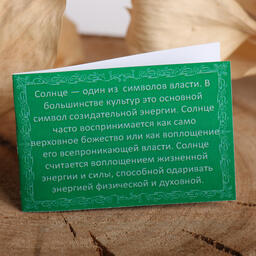 Солнце — один из символов власти. В
большинстве культур это основной
символ созидательной энергии. Солнце
часто воспринимается как само
верховное божество или как воплощение
его всепроникающей власти. Солнце
считается воплощением жизненной
энергии и силы, способной одаривать
энергией физической и духовной.